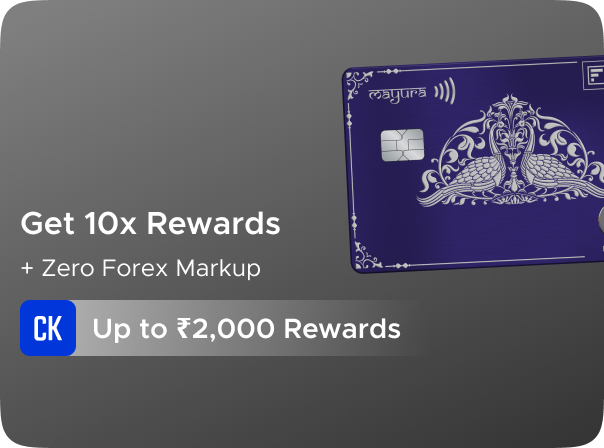 mayura
Get 10x Rewards
+ Zero Forex Markup
CK
Up to ₹2,000 Rewards